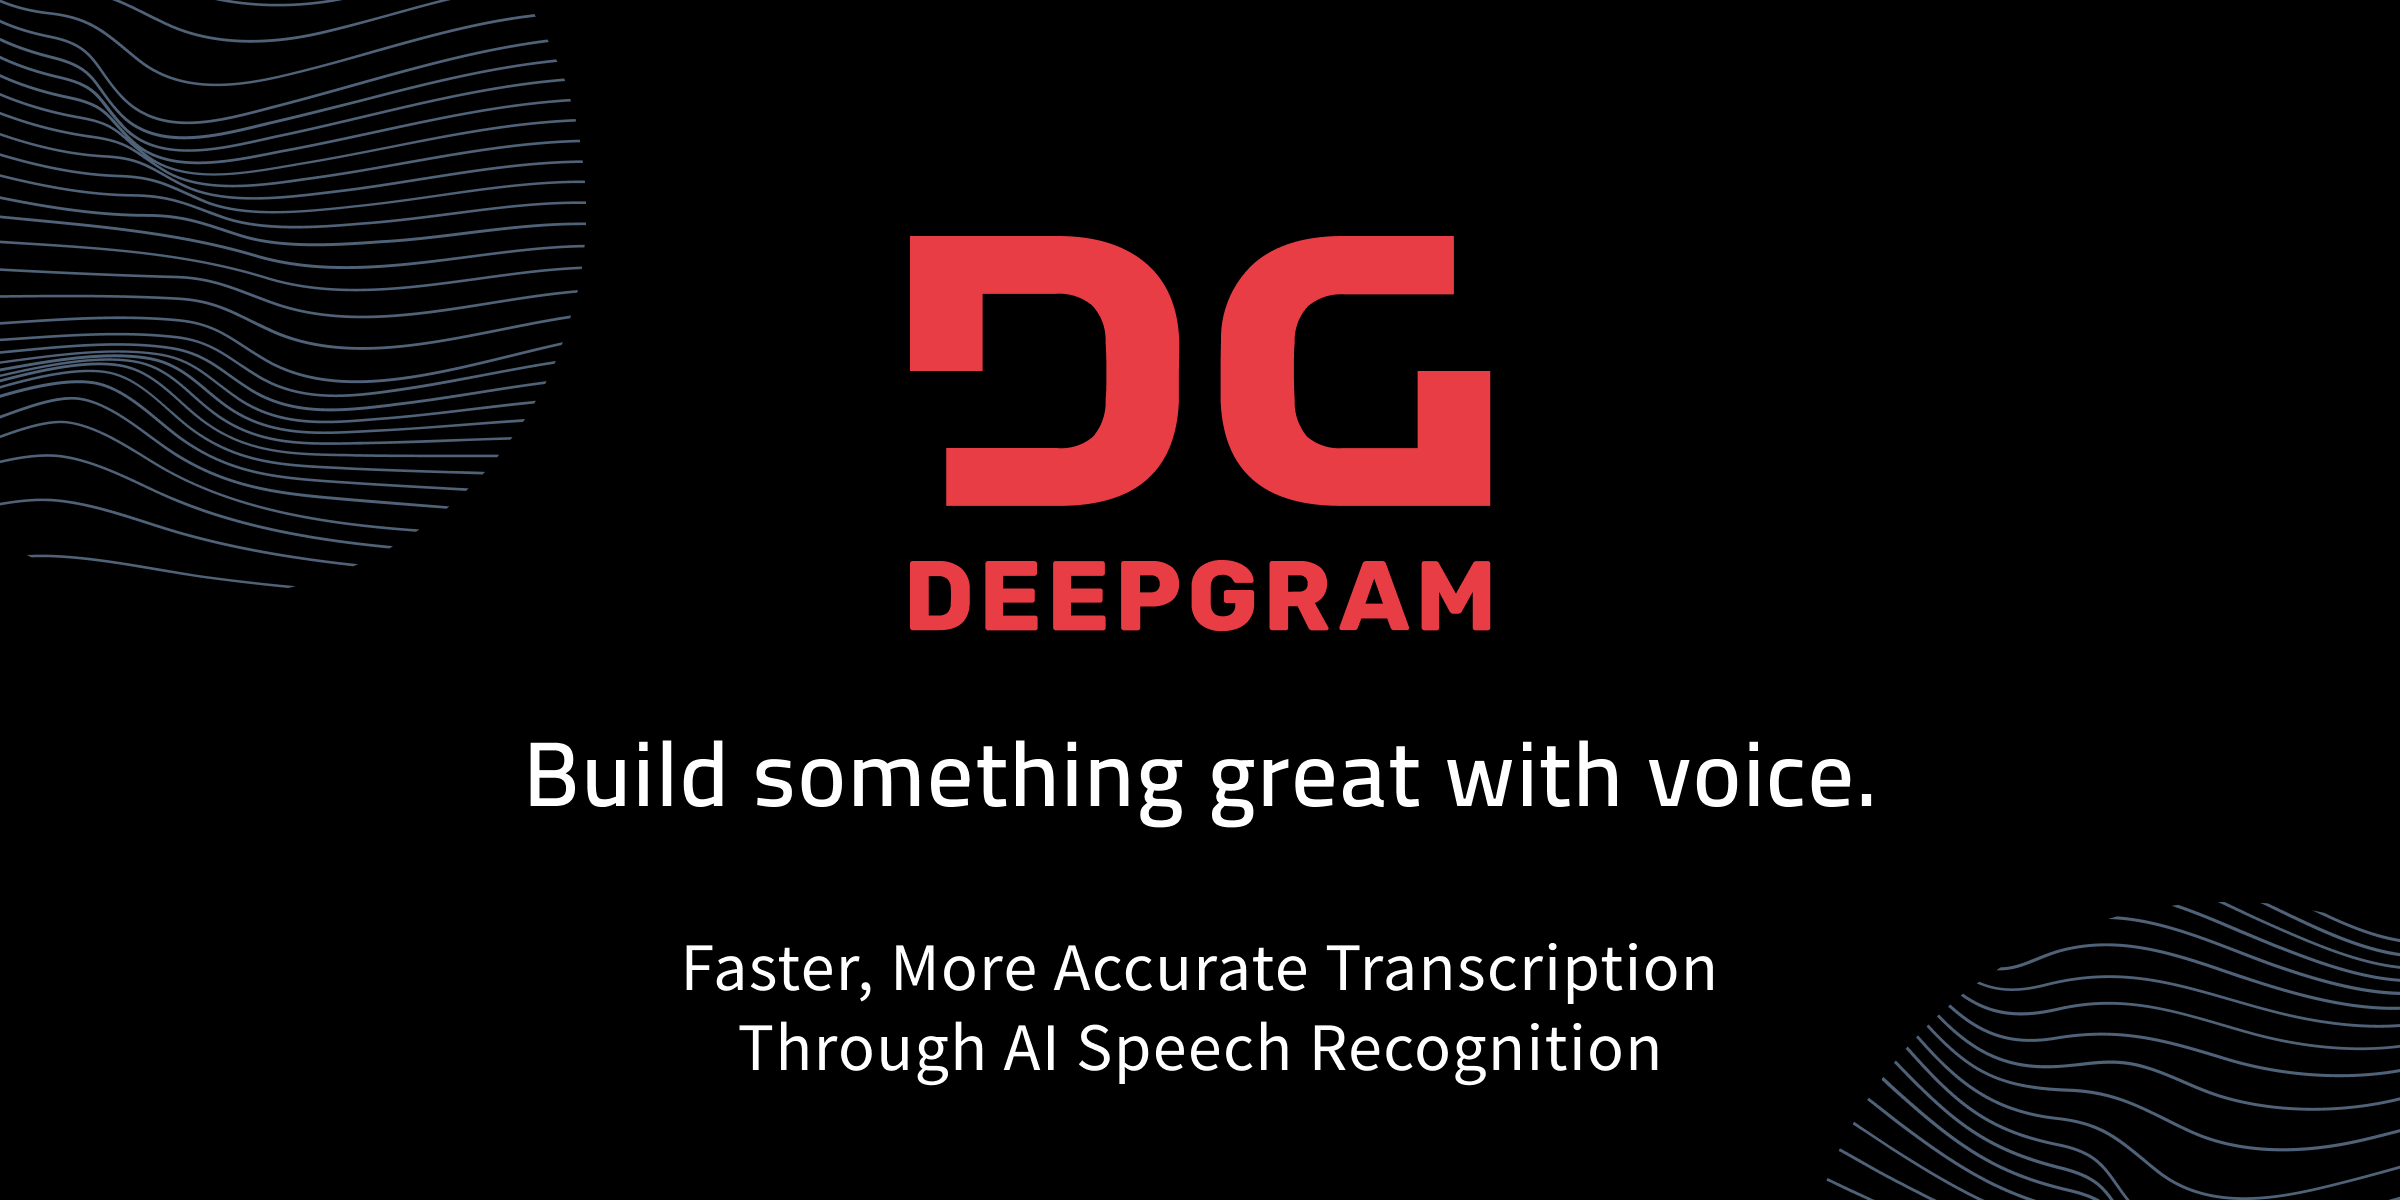 DG
DEEPGRAM
Build something great with voice.
Faster, More Accurate Transcription
Through AI Speech Recognition